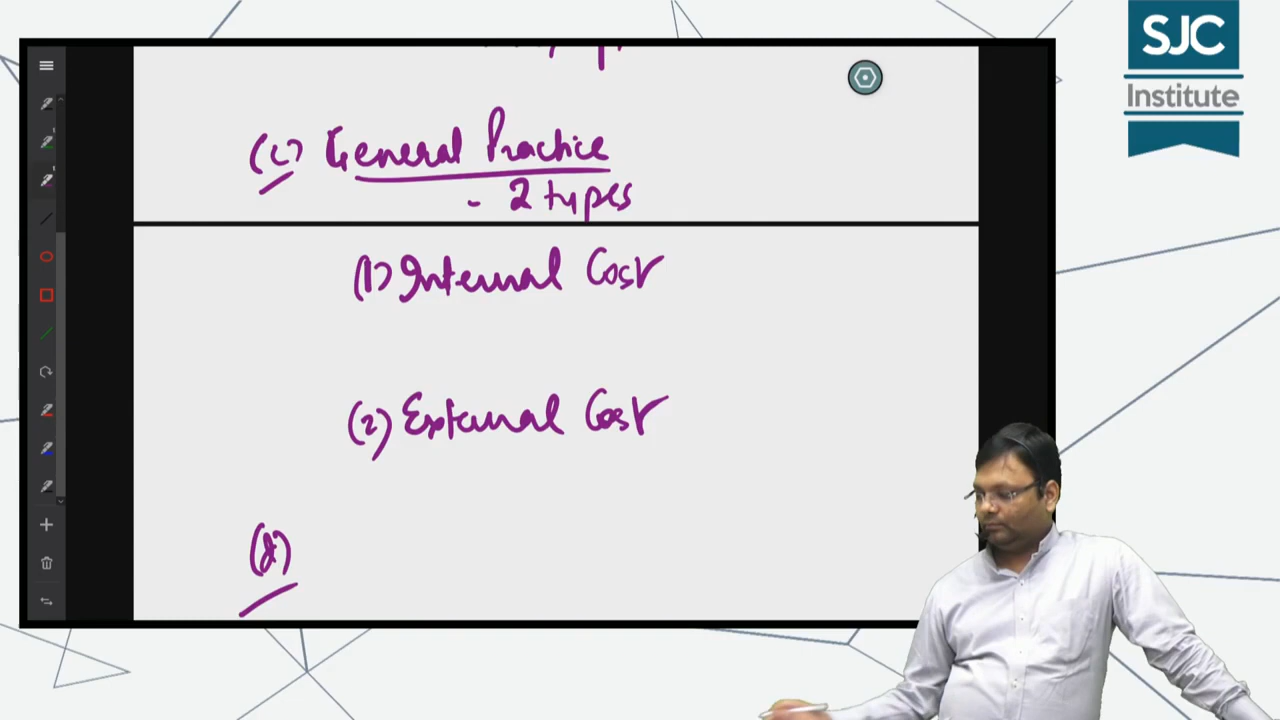 SJC
Institute
(c) General Practice
- 2 types
(1) Internal Cost
(2) External Cost
(d)